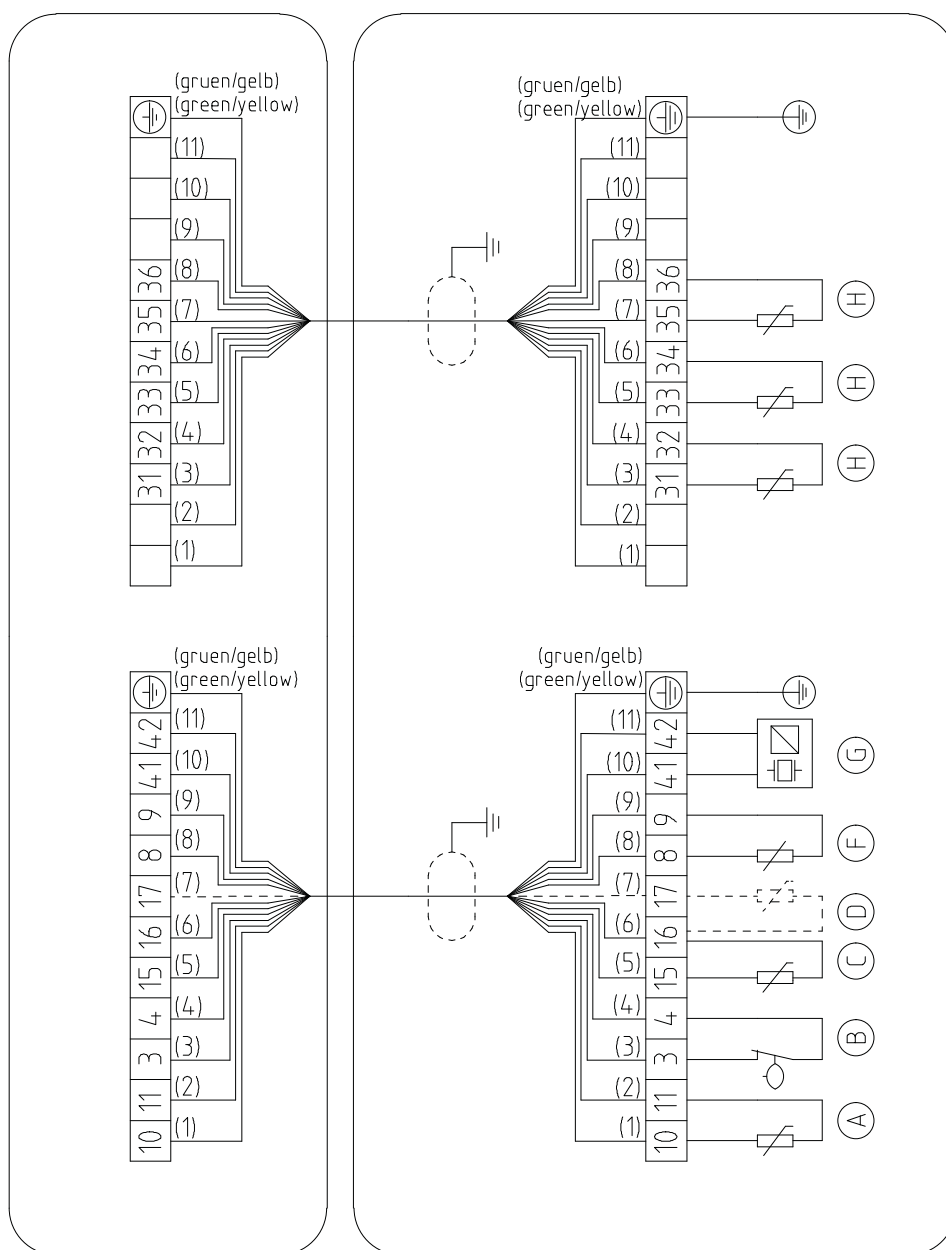 (gruen/gelb)
(green/yellow)
(11)
(10)
(9)
36 (8)
35 (7)
34 (6)
33 (5)
32 (4)
31 (3)
(2)
(1)
(gruen/gelb)
(green/yellow)
(11)
(10)
(9)
(8) 36 H
(7) 35
(6) 34 H
(5) 33
(4) 32 H
(3) 31
(2)
(1)
(gruen/gelb)
(green/yellow)
42 (11)
41 (10)
9 (9)
8 (8)
17 (7)
16 (6)
15 (5)
4 (4)
3 (3)
11 (2)
10 (1)
(gruen/gelb)
(green/yellow)
(11) 42 G
(10) 41
(9) 9 F
(8) 8
(7) 17 D
(6) 16
(5) 15 C
(4) 4 B
(3) 3
(2) 11 A
(1) 10